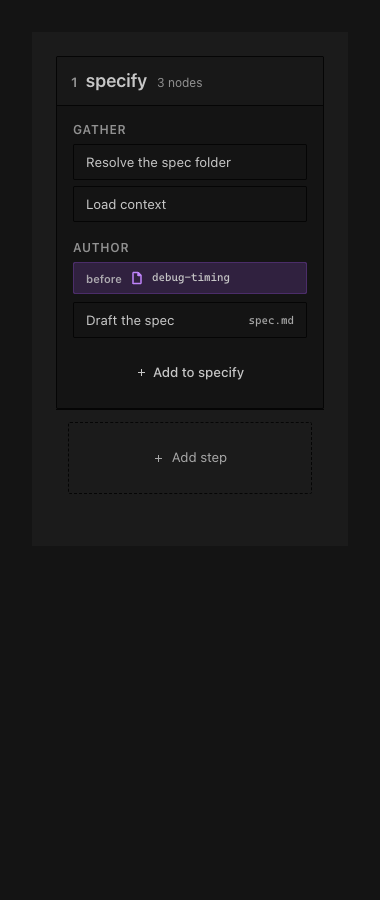 1 specify 3 nodes
GATHER
Resolve the spec folder
Load context
AUTHOR
before debug-timing
Draft the spec spec.md
+ Add to specify
+ Add step